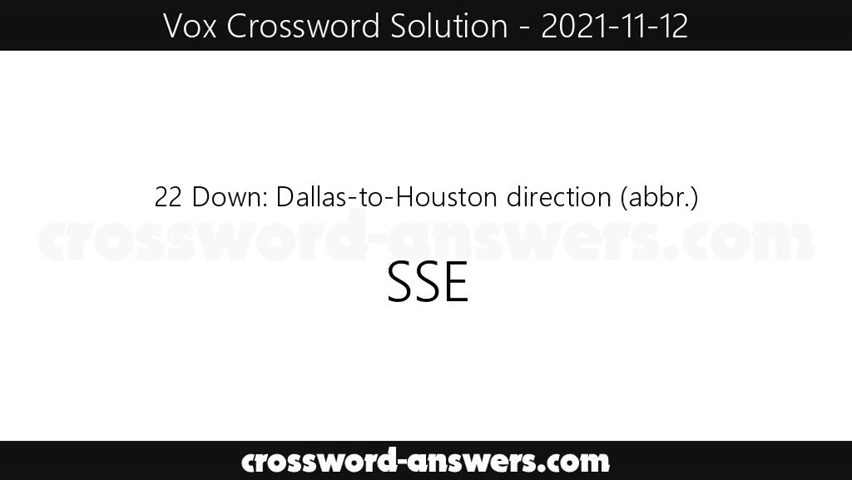 Vox Crossword Solution - 2021-11-12
22 Down: Dallas-to-Houston direction (abbr.)
crossword-answers.com
SSE
crossword-answers.com